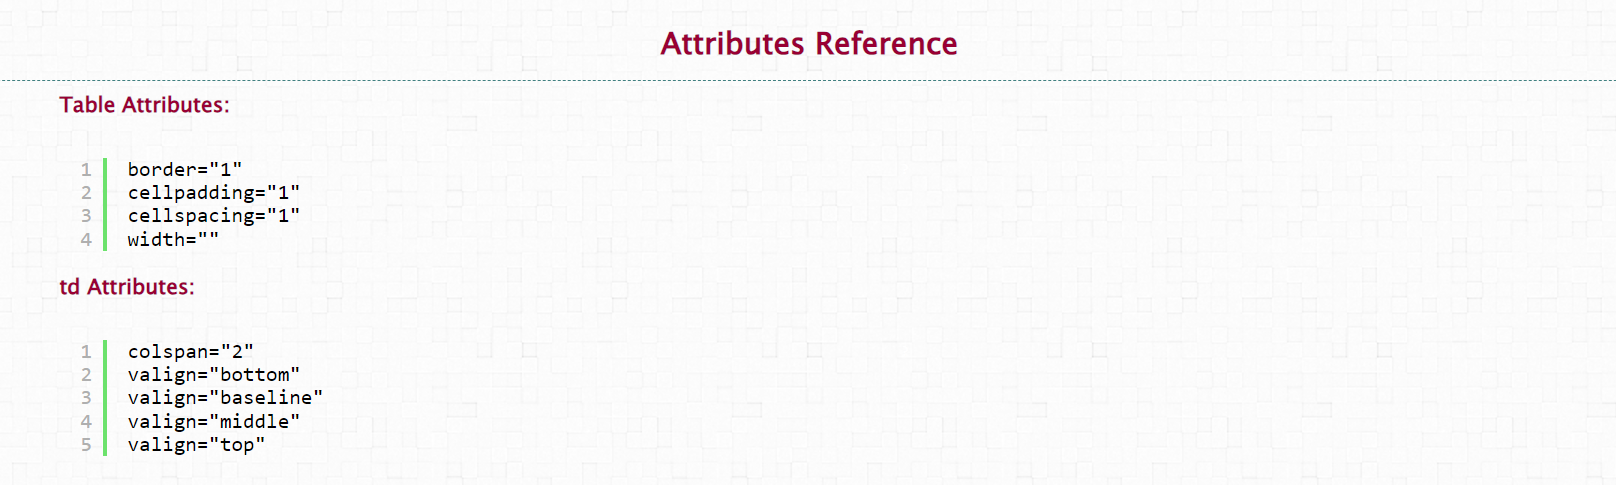 Attributes Reference
Table Attributes:
1 border="1"
2 cellpadding="1"
3 cellspacing="1"
4 width=""
td Attributes:
1 colspan="2"
2 valign="bottom"
3 valign="baseline"
4 valign="middle"
5 valign="top"